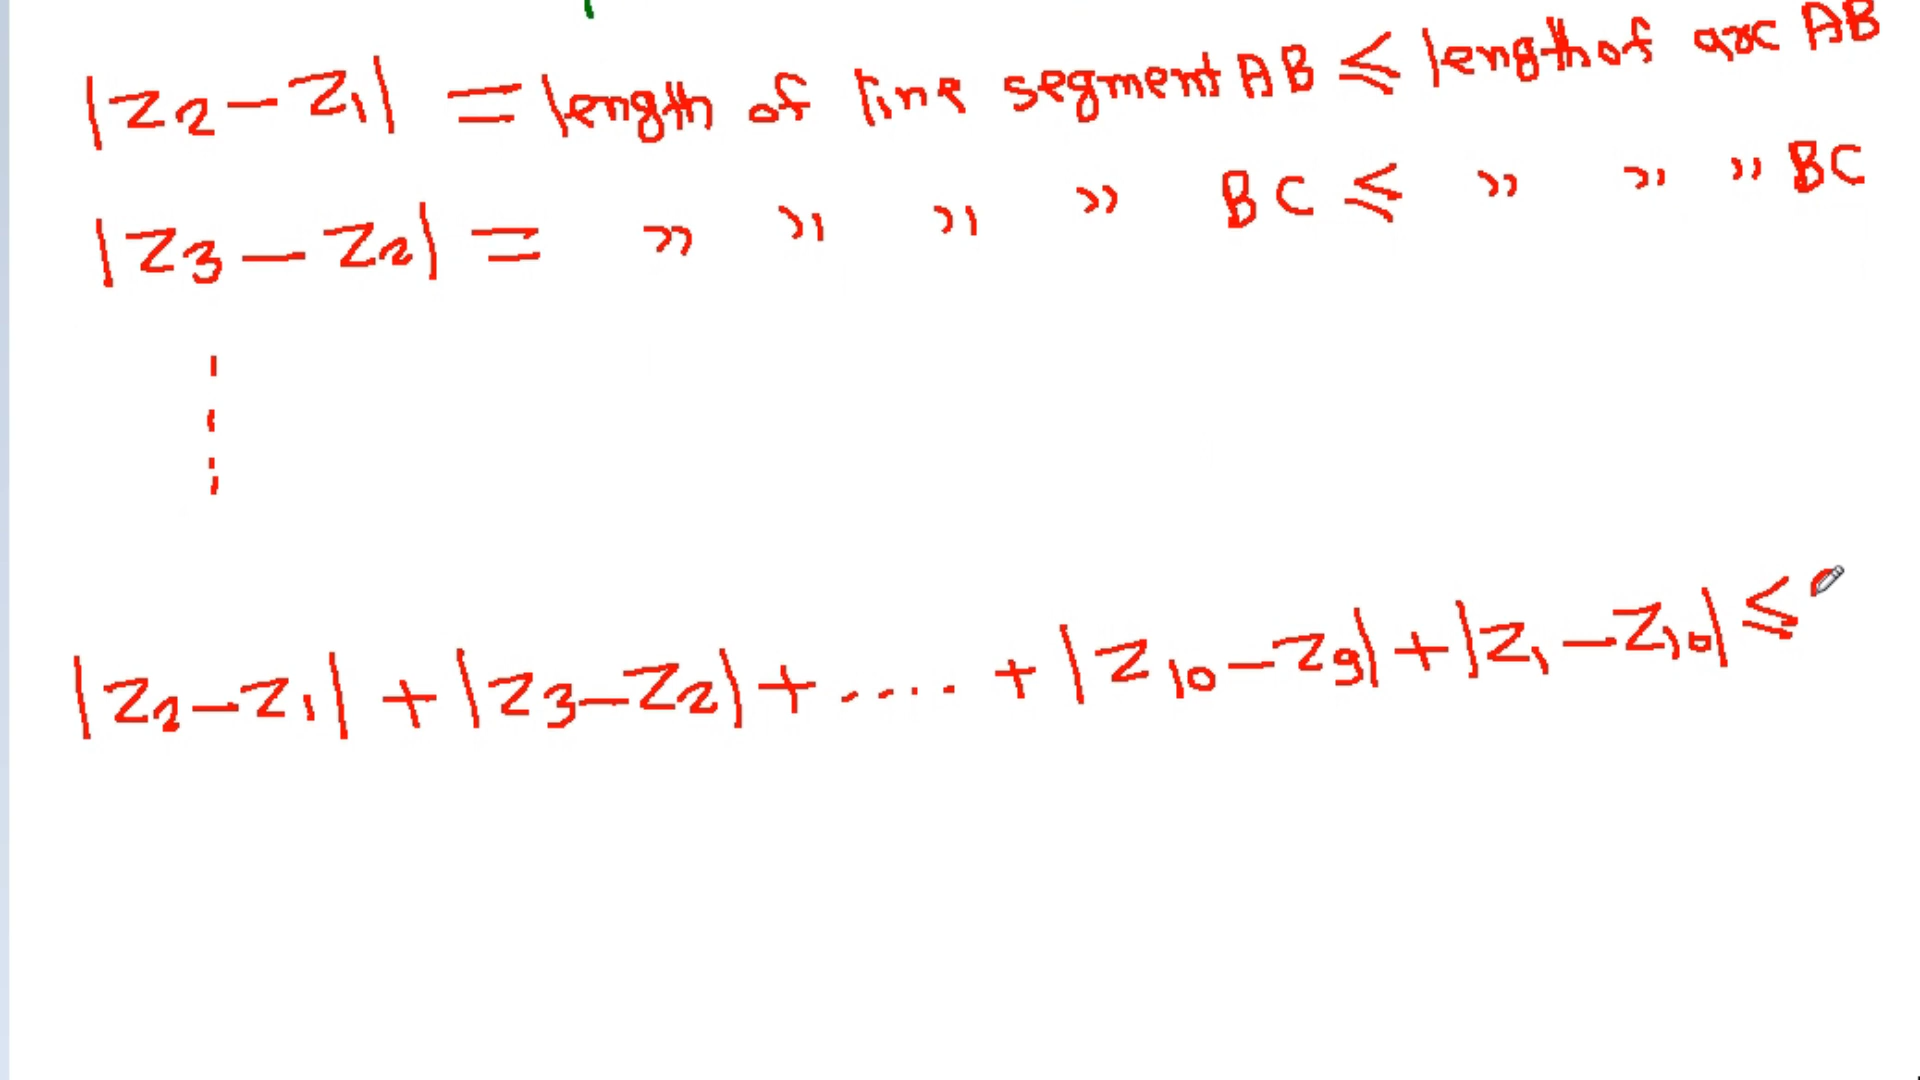 |z₂-z₁| = length of line segment AB ≤ length of arc AB
|z₃-z₂| = " " " " BC ≤ " " " BC
|z₂-z₁| + |z₃-z₂| + .... + |z₁₀-z₉| + |z₁-z₁₀| ≤